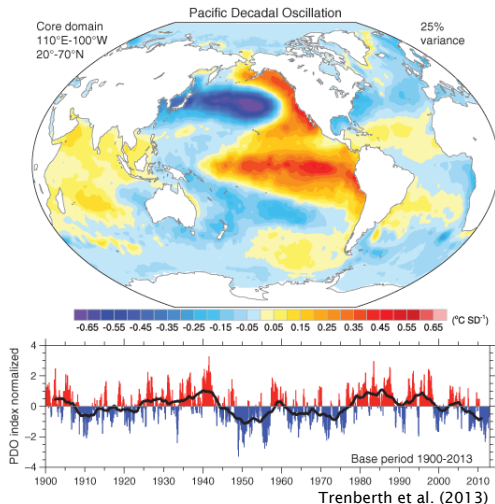 Pacific Decadal Oscillation
Core domain
110°E-100°W
20°-70°N
25%
variance
-0.65 -0.55 -0.45 -0.35 -0.25 -0.15 -0.05 0.05 0.15 0.25 0.35 0.45 0.55 0.65 (°C SD⁻¹)
PDO index normalized
4
2
0
−2
−4
Base period 1900-2013
1900 1910 1920 1930 1940 1950 1960 1970 1980 1990 2000 2010
Trenberth et al. (2013)